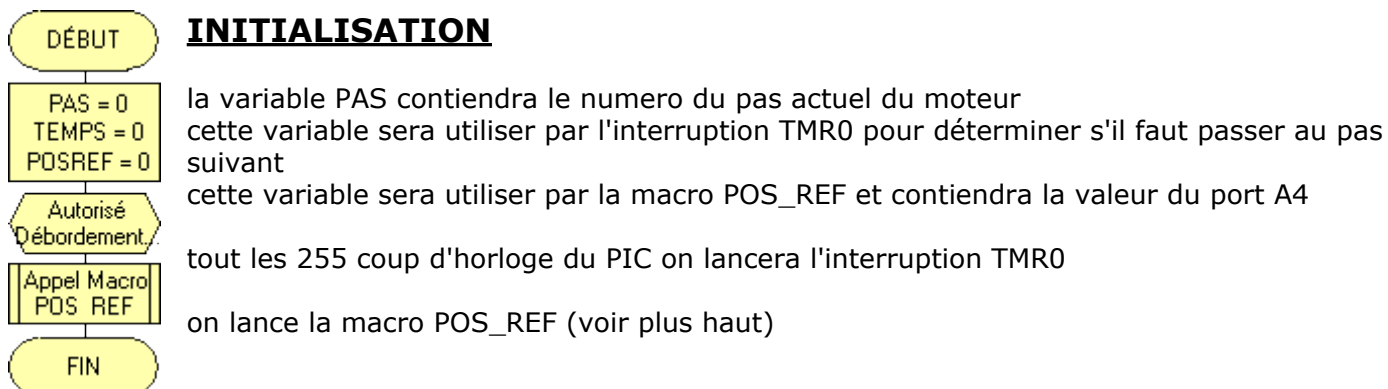 DÉBUT
INITIALISATION
PAS = 0
TEMPS = 0
POSREF = 0
la variable PAS contiendra le numero du pas actuel du moteur
cette variable sera utiliser par l'interruption TMR0 pour déterminer s'il faut passer au pas
suivant
cette variable sera utiliser par la macro POS_REF et contiendra la valeur du port A4
Autorisé
Débordement
tout les 255 coup d'horloge du PIC on lancera l'interruption TMR0
Appel Macro
POS_REF
on lance la macro POS_REF (voir plus haut)
FIN